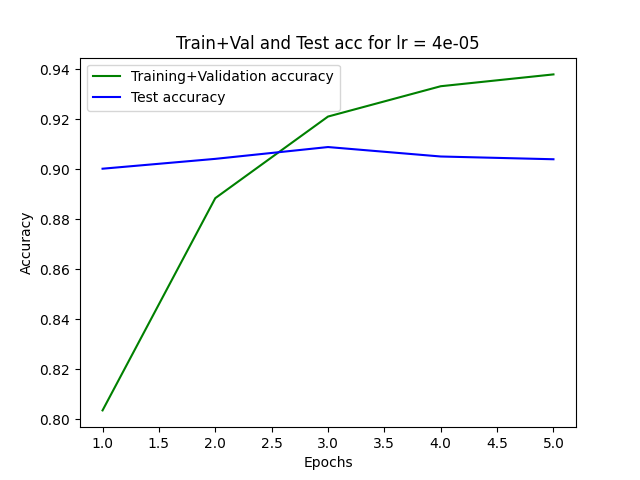 Train+Val and Test acc for lr = 4e-05
Training+Validation accuracy
Test accuracy
Accuracy
0.94
0.92
0.90
0.88
0.86
0.84
0.82
0.80
1.0 1.5 2.0 2.5 3.0 3.5 4.0 4.5 5.0
Epochs